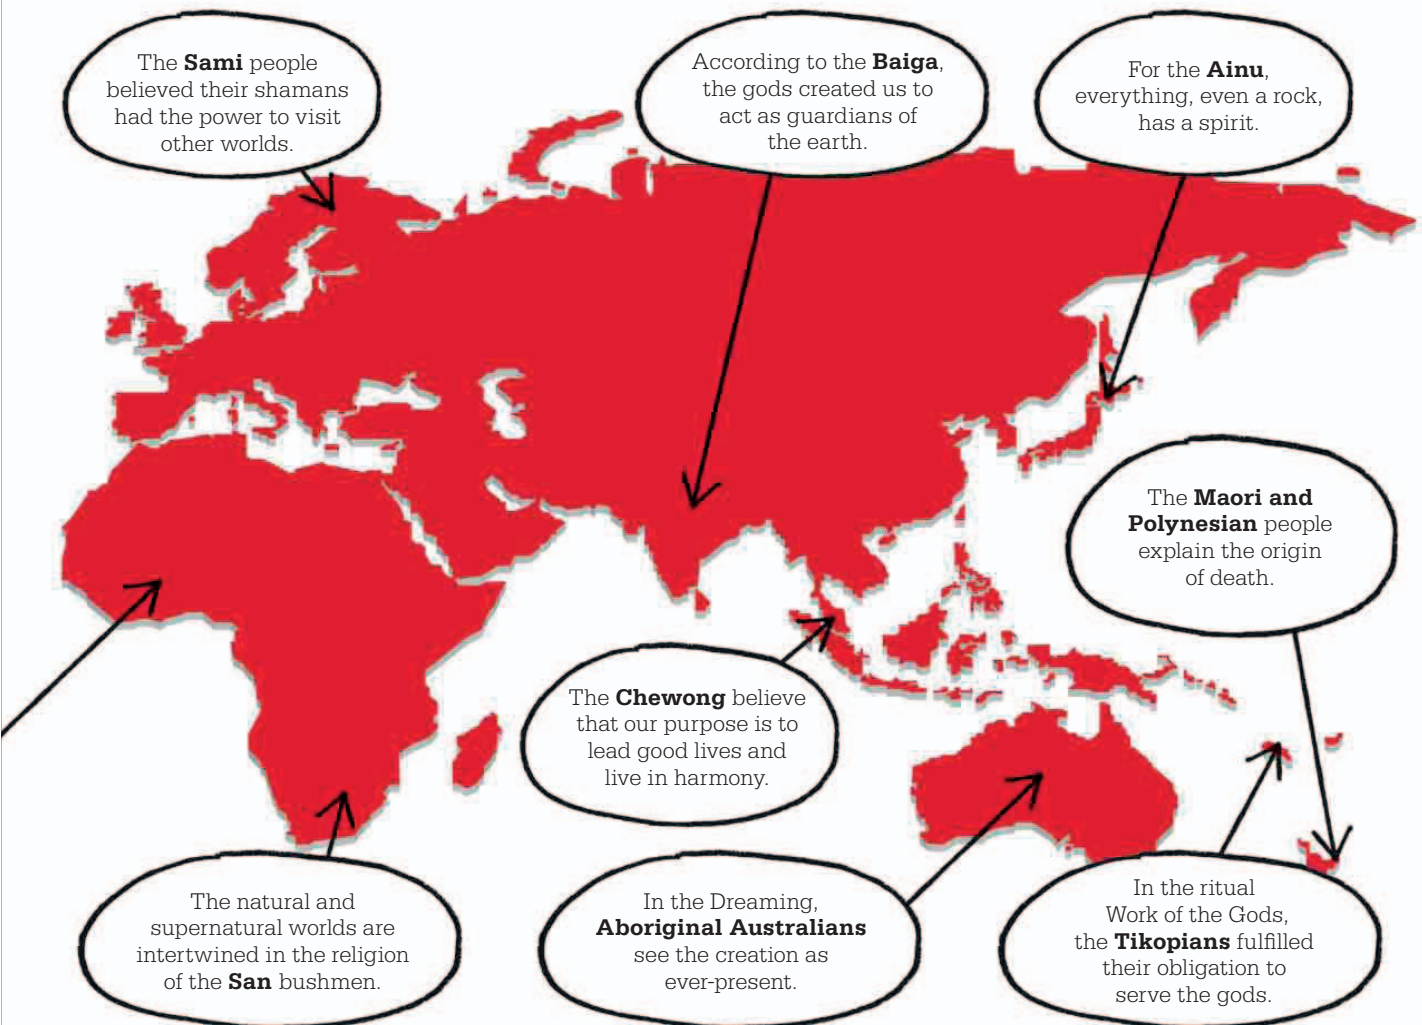 The Sami people
believed their shamans
had the power to visit
other worlds.
According to the Baiga,
the gods created us to
act as guardians of
the earth.
For the Ainu,
everything, even a rock,
has a spirit.
The Maori and
Polynesian people
explain the origin
of death.
The Chewong believe
that our purpose is to
lead good lives and
live in harmony.
The natural and
supernatural worlds are
intertwined in the religion
of the San bushmen.
In the Dreaming,
Aboriginal Australians
see the creation as
ever-present.
In the ritual
Work of the Gods,
the Tikopians fulfilled
their obligation to
serve the gods.